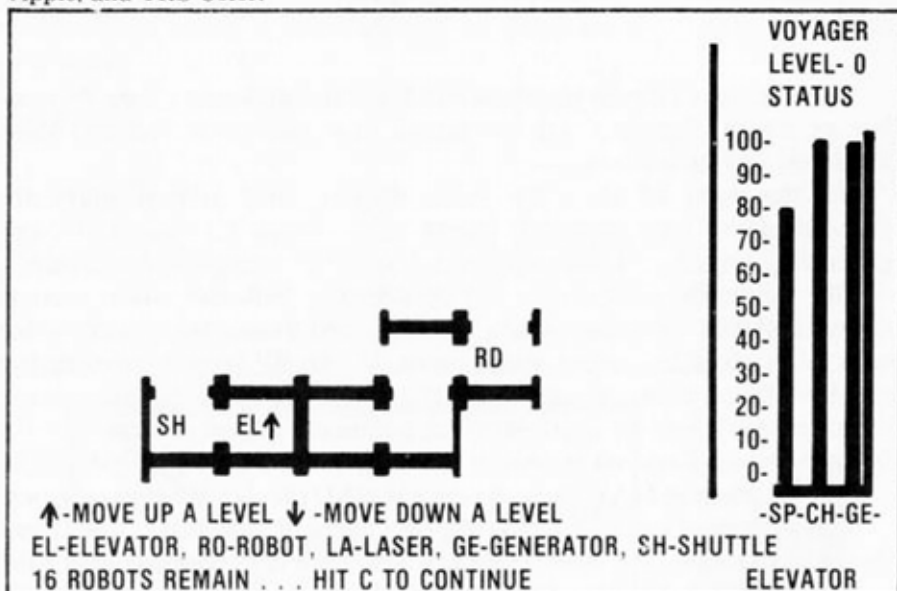 VOYAGER
LEVEL- 0
STATUS
100-
90-
80-
70-
60-
50-
40-
30-
20-
10-
0-
RD
SH EL↑
-SP-CH-GE-
↑-MOVE UP A LEVEL ↓-MOVE DOWN A LEVEL
EL-ELEVATOR, RO-ROBOT, LA-LASER, GE-GENERATOR, SH-SHUTTLE
16 ROBOTS REMAIN . . . HIT C TO CONTINUE ELEVATOR